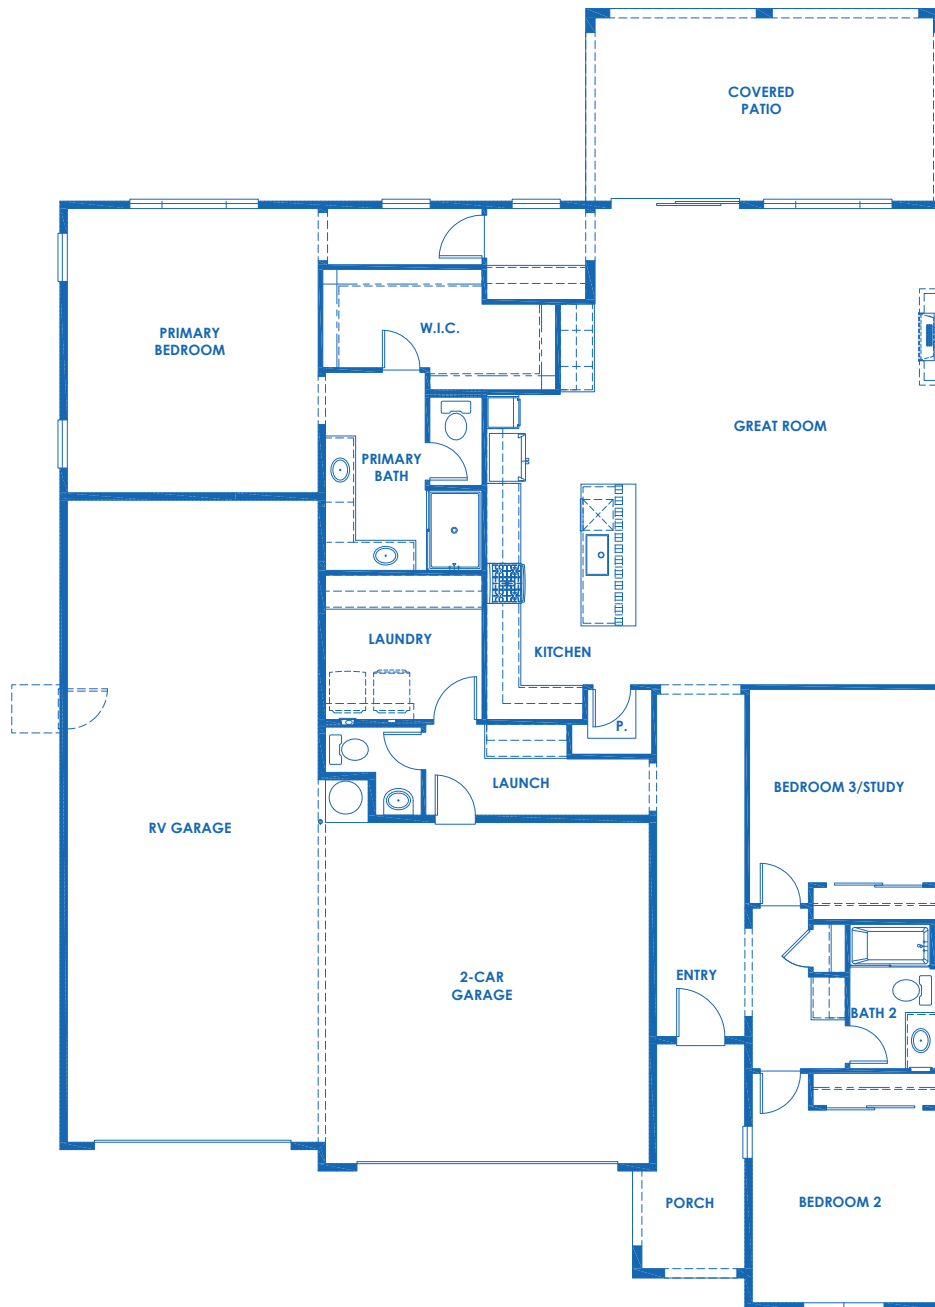 COVERED
PATIO
PRIMARY
BEDROOM
W.I.C.
GREAT ROOM
PRIMARY
BATH
LAUNDRY
KITCHEN
P.
LAUNCH
BEDROOM 3/STUDY
RV GARAGE
2-CAR
GARAGE
ENTRY
BATH 2
PORCH
BEDROOM 2